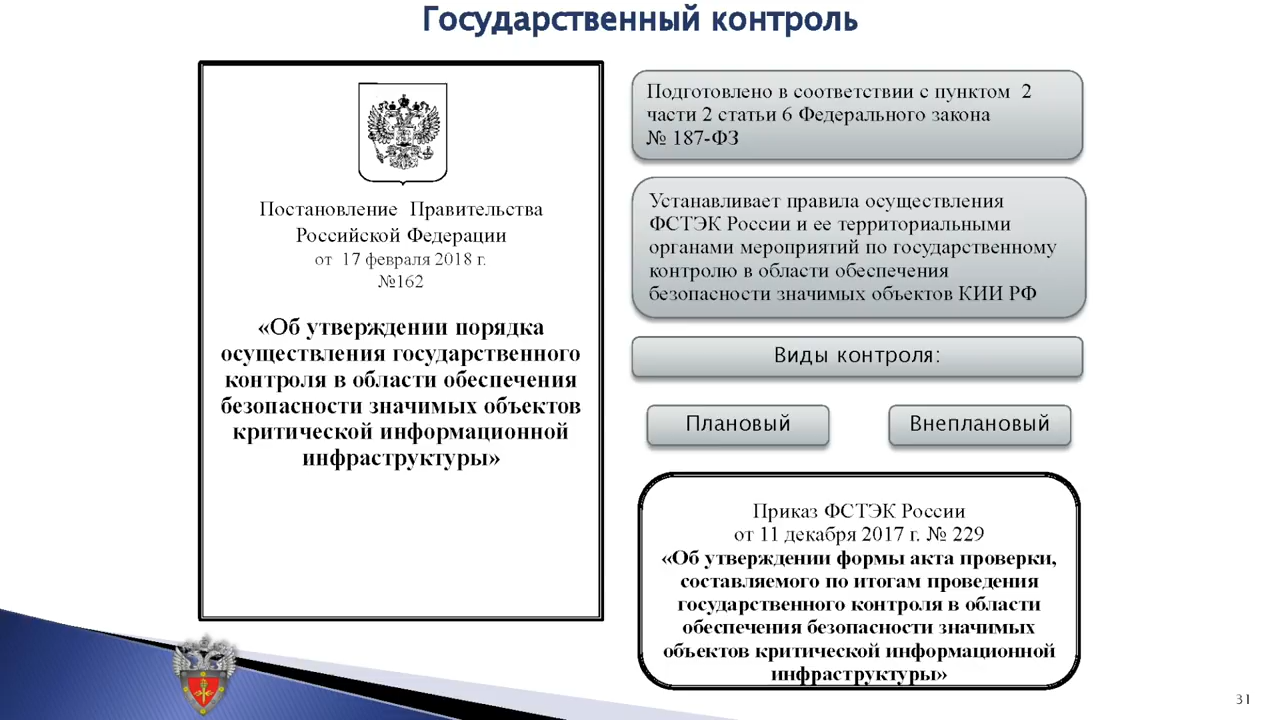 Государственный контроль
Постановление Правительства
Российской Федерации
от 17 февраля 2018 г.
№162
«Об утверждении порядка
осуществления государственного
контроля в области обеспечения
безопасности значимых объектов
критической информационной
инфраструктуры»
Подготовлено в соответствии с пунктом 2
части 2 статьи 6 Федерального закона
№ 187-ФЗ
Устанавливает правила осуществления
ФСТЭК России и ее территориальными
органами мероприятий по государственному
контролю в области обеспечения
безопасности значимых объектов КИИ РФ
Виды контроля:
Плановый
Внеплановый
Приказ ФСТЭК России
от 11 декабря 2017 г. № 229
«Об утверждении формы акта проверки,
составляемого по итогам проведения
государственного контроля в области
обеспечения безопасности значимых
объектов критической информационной
инфраструктуры»
31